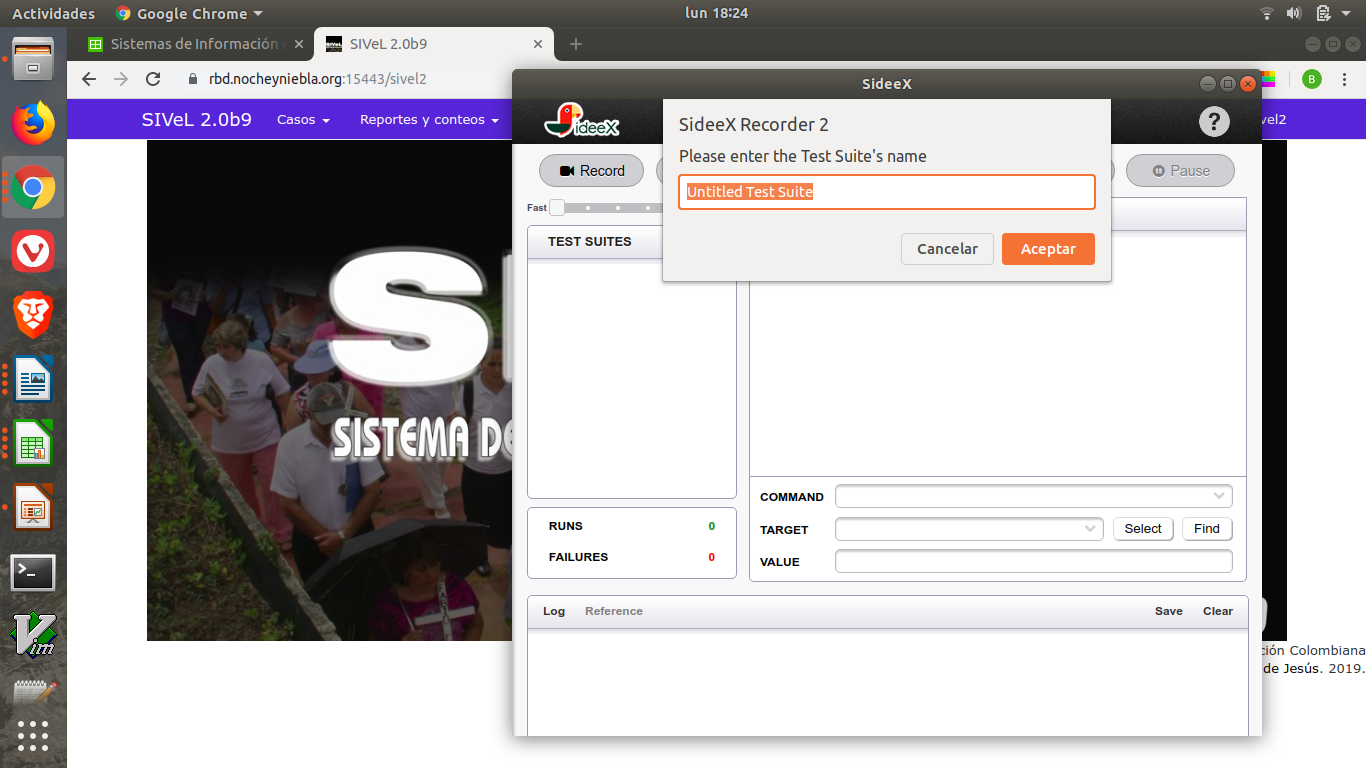 Actividades
Google Chrome
lun 18:24
Sistemas de Información
SIVeL 2.0b9
rbd.nocheyniebla.org:15443/sivel2
B
SIVeL 2.0b9
Casos
Reportes y conteos
vel2
SISTEMA DE
ción Colombiana
de Jesús. 2019.
SideeX
SideeX
?
Record
Pause
Fast
TEST SUITES
SideeX Recorder 2
Please enter the Test Suite's name
Untitled Test Suite
Cancelar
Aceptar
RUNS
0
FAILURES
0
COMMAND
TARGET
Select
Find
VALUE
Log
Reference
Save
Clear